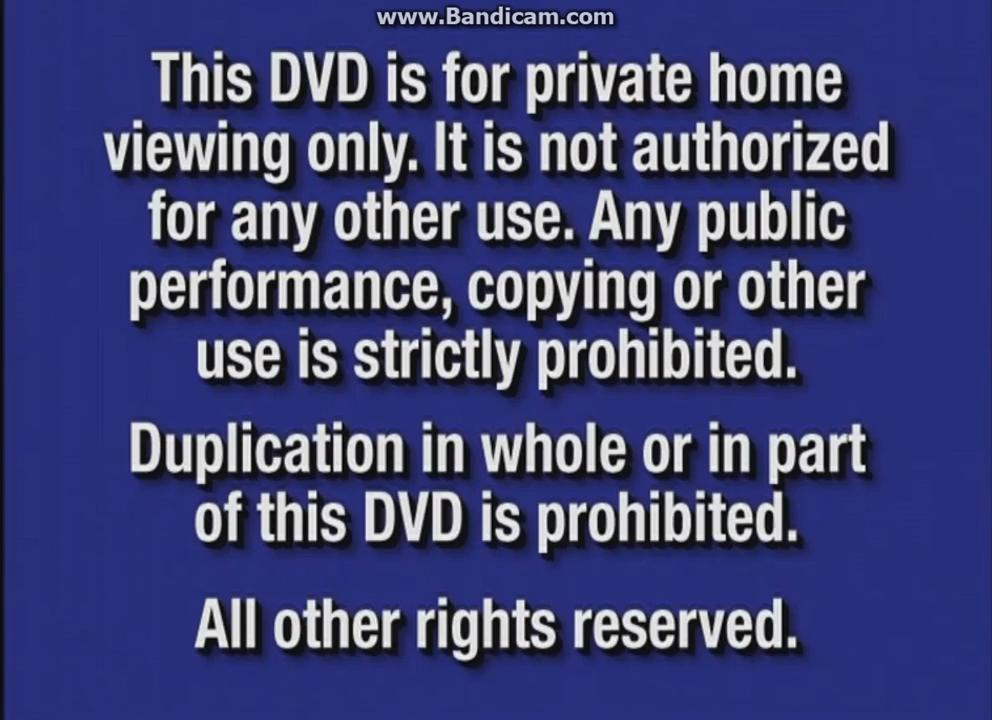 www.Bandicam.com
This DVD is for private home
viewing only. It is not authorized
for any other use. Any public
performance, copying or other
use is strictly prohibited.
Duplication in whole or in part
of this DVD is prohibited.
All other rights reserved.